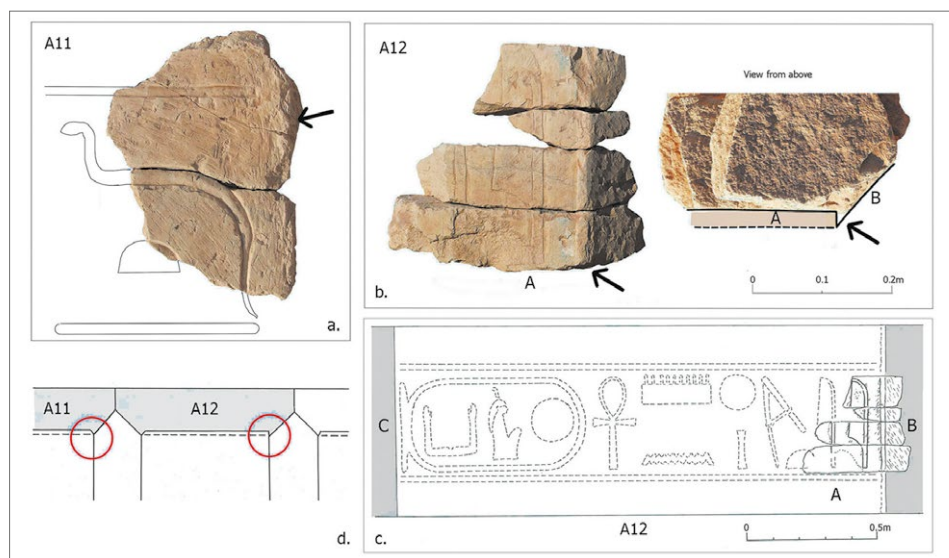 A11
a.
A12
View from above
A
B
A
b.
0 0.1 0.2m
A11 A12
d.
C
B
A
A12
0 0.5m
c.